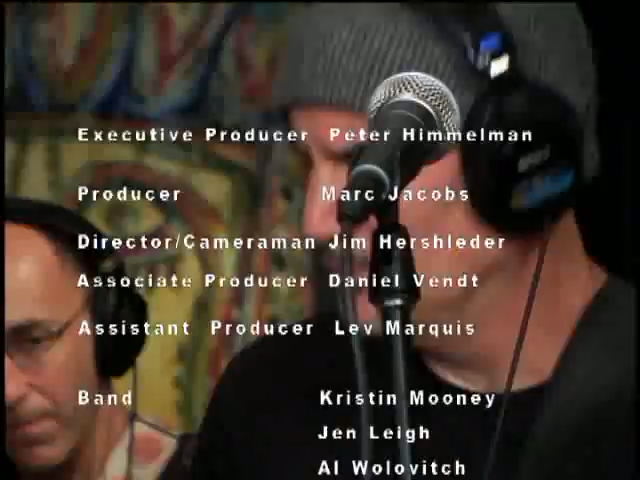 Executive Producer Peter Himmelman
Producer Marc Jacobs
Director/Cameraman Jim Hershleder
Associate Producer Daniel Vendt
Assistant Producer Lev Marquis
Band Kristin Mooney
Jen Leigh
Al Wolovitch